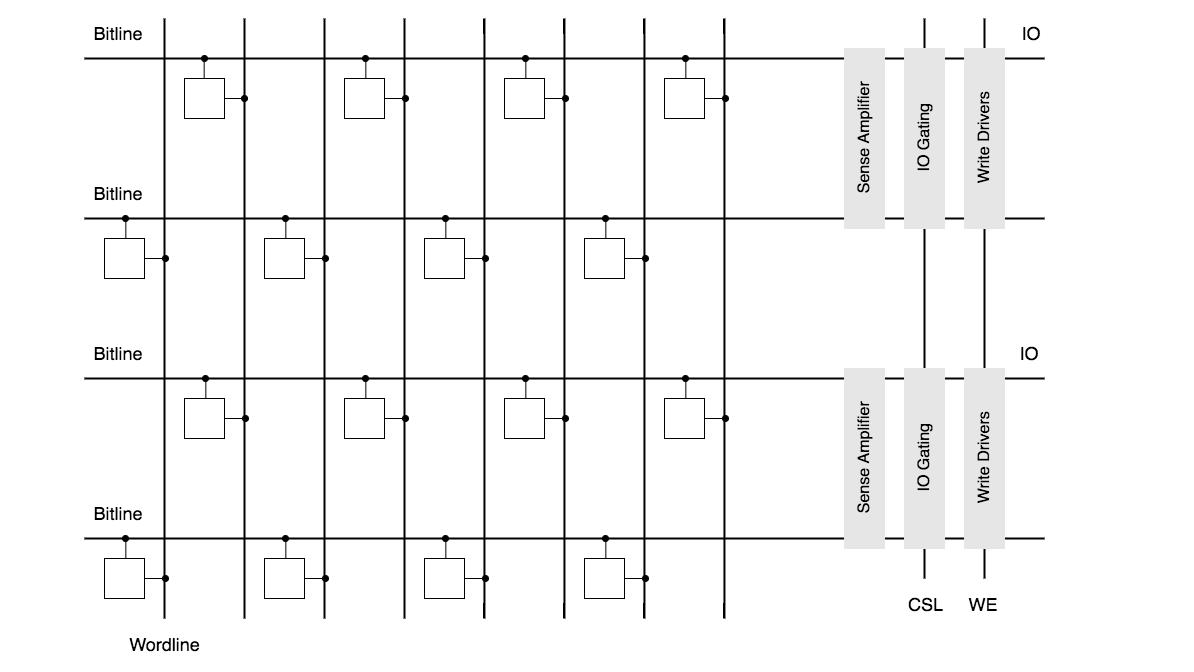 Bitline
IO
Sense Amplifier
IO Gating
Write Drivers
Bitline
Bitline
IO
Sense Amplifier
IO Gating
Write Drivers
Bitline
CSL
WE
Wordline